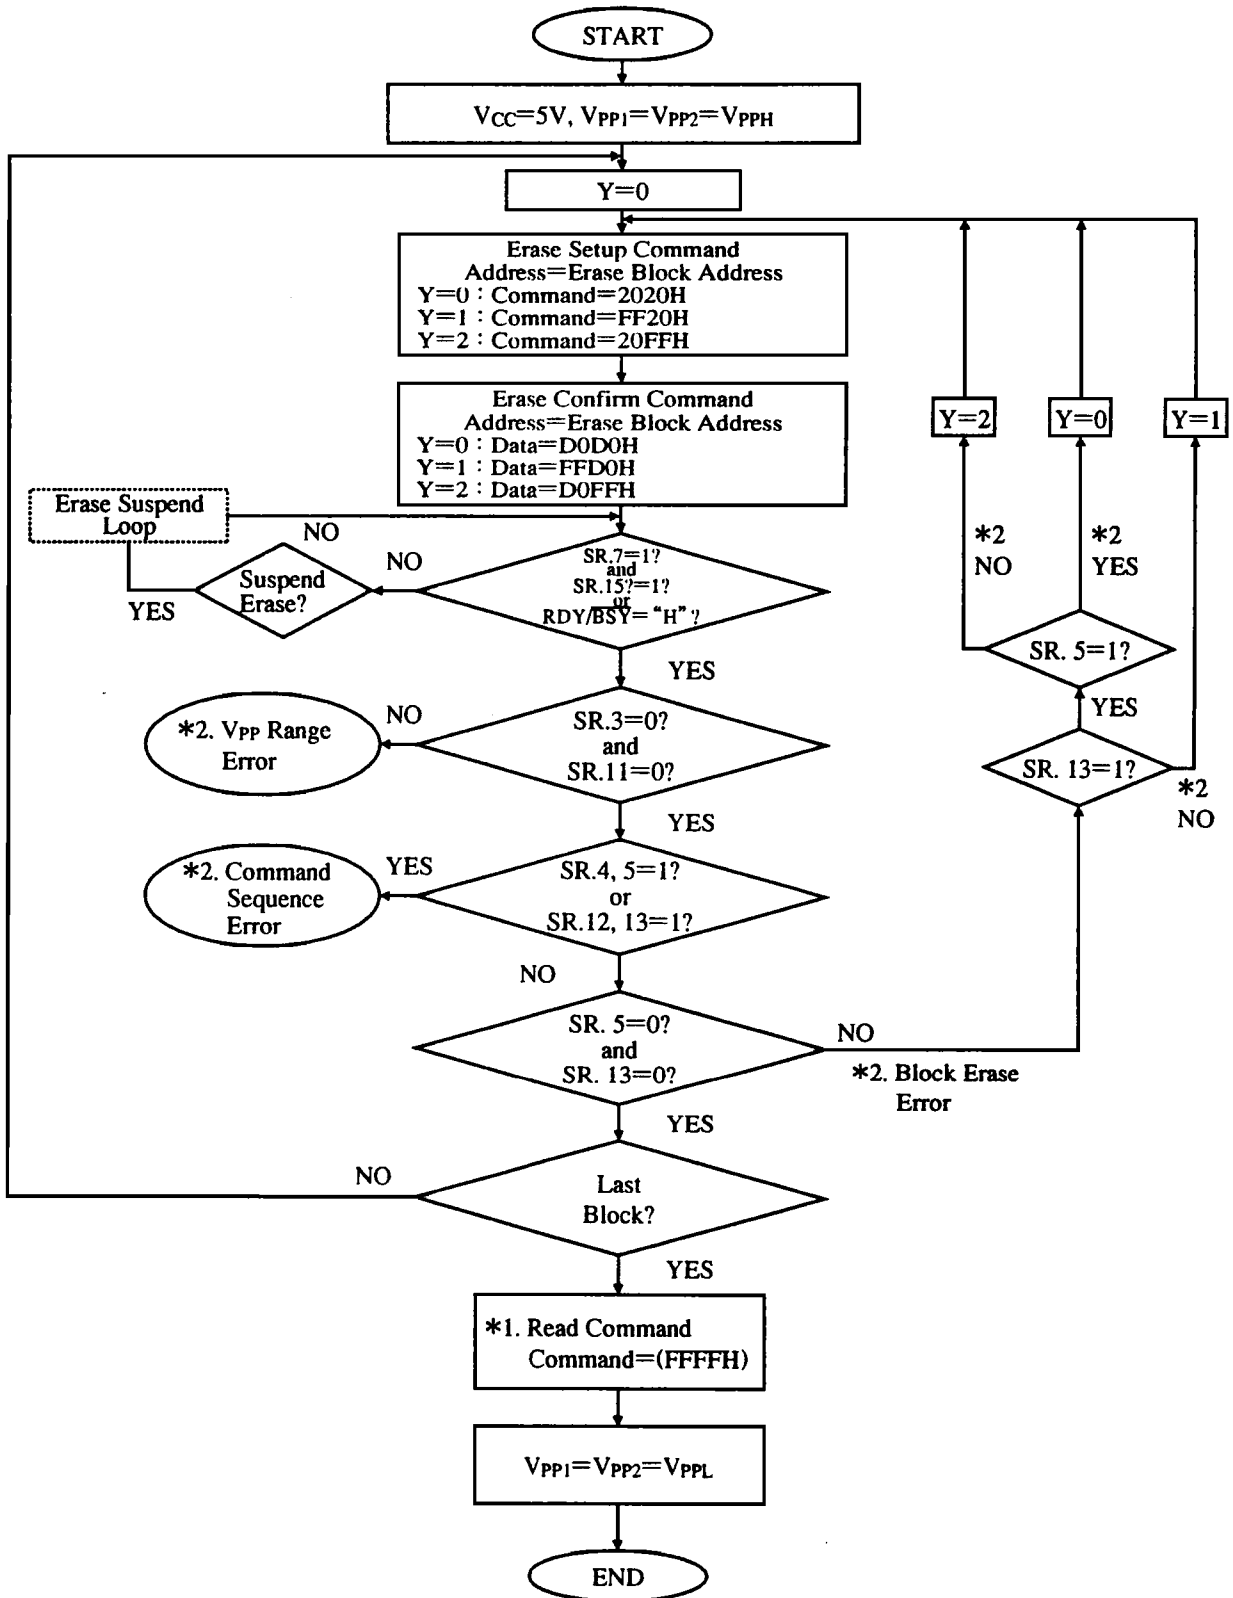 START
VCC=5V, VPP1=VPP2=VPPH
Y=0
Erase Setup Command
Address=Erase Block Address
Y=0 : Command=2020H
Y=1 : Command=FF20H
Y=2 : Command=20FFH
Erase Confirm Command
Address=Erase Block Address
Y=0 : Data=D0D0H
Y=1 : Data=FFD0H
Y=2 : Data=D0FFH
Y=2
Y=0
Y=1
Erase Suspend
Loop
NO
Suspend
Erase?
YES
NO
SR.7=1?
and
SR.15?=1?
or
RDY/BSY= “H” ?
YES
*2
NO
*2
YES
SR. 5=1?
YES
SR. 13=1?
*2
NO
*2. VPP Range
Error
NO
SR.3=0?
and
SR.11=0?
YES
*2. Command
Sequence
Error
YES
SR.4, 5=1?
or
SR.12, 13=1?
NO
SR. 5=0?
and
SR. 13=0?
NO
*2. Block Erase
Error
YES
NO
Last
Block?
YES
*1. Read Command
Command=(FFFFH)
VPP1=VPP2=VPPL
END